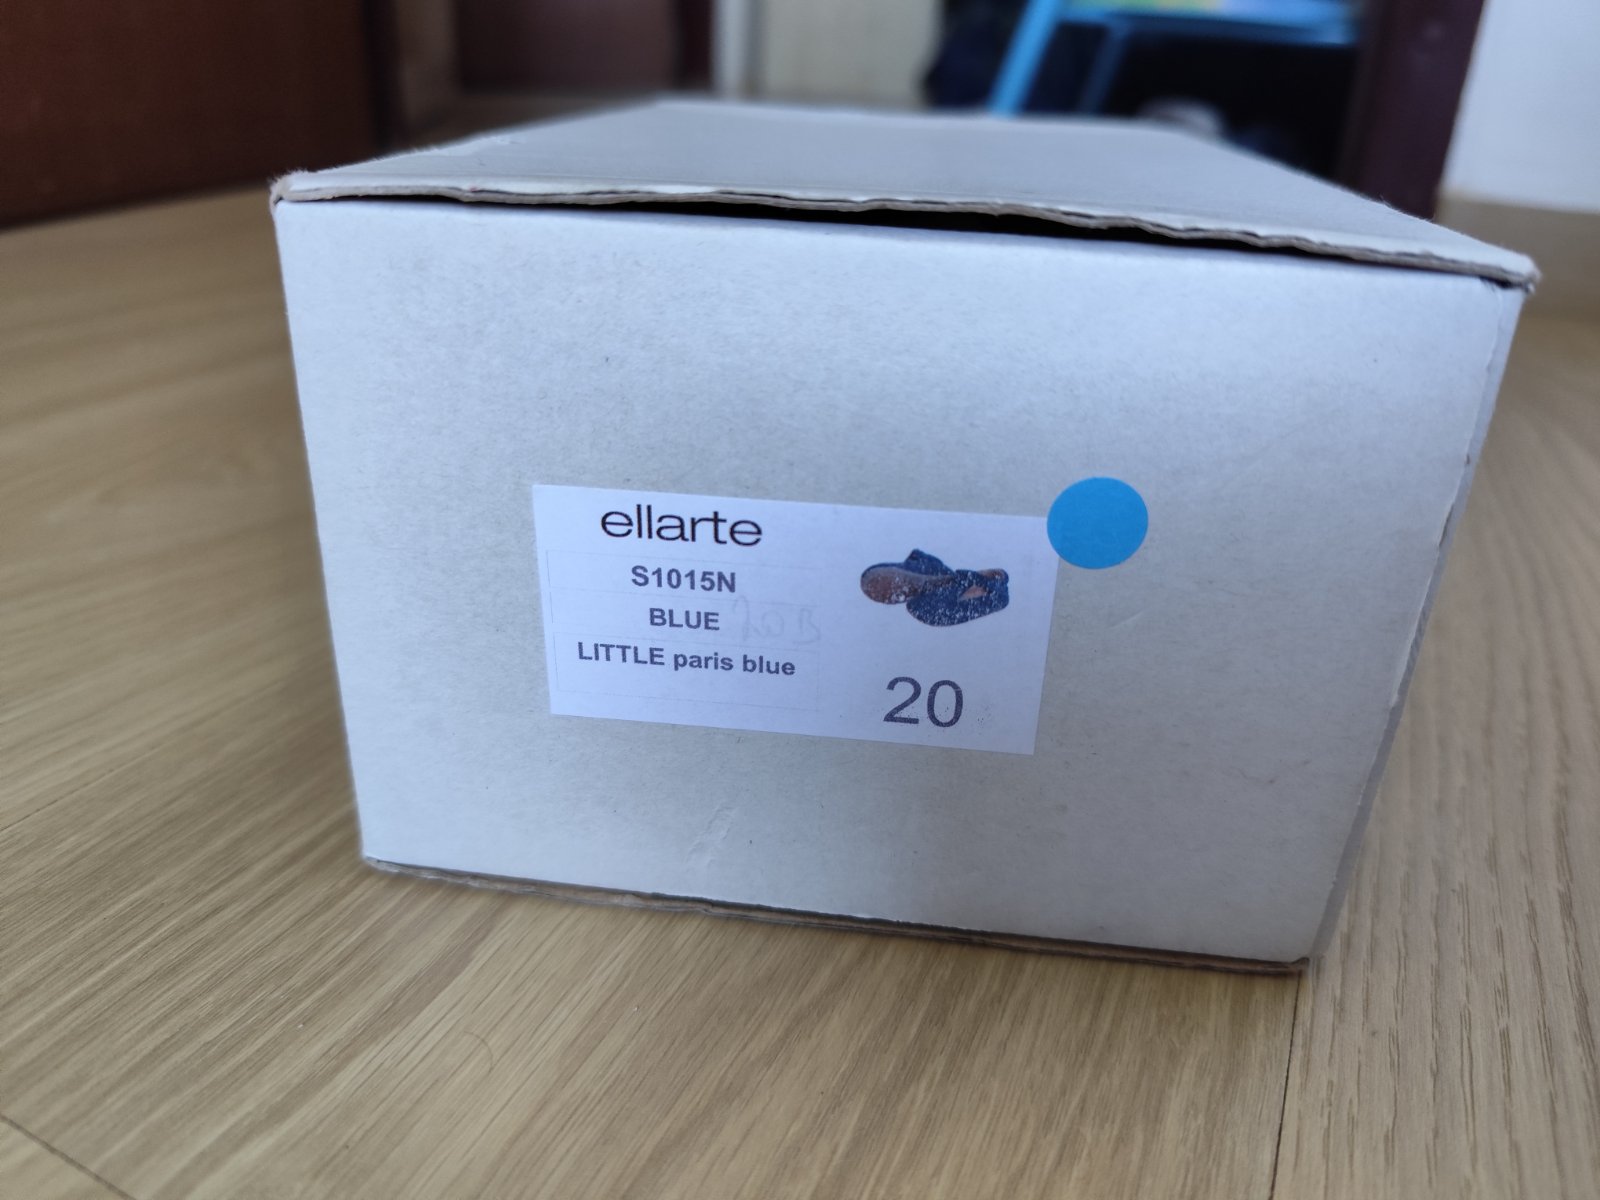 ellarte
S1015N
BLUE
LITTLE paris blue
20